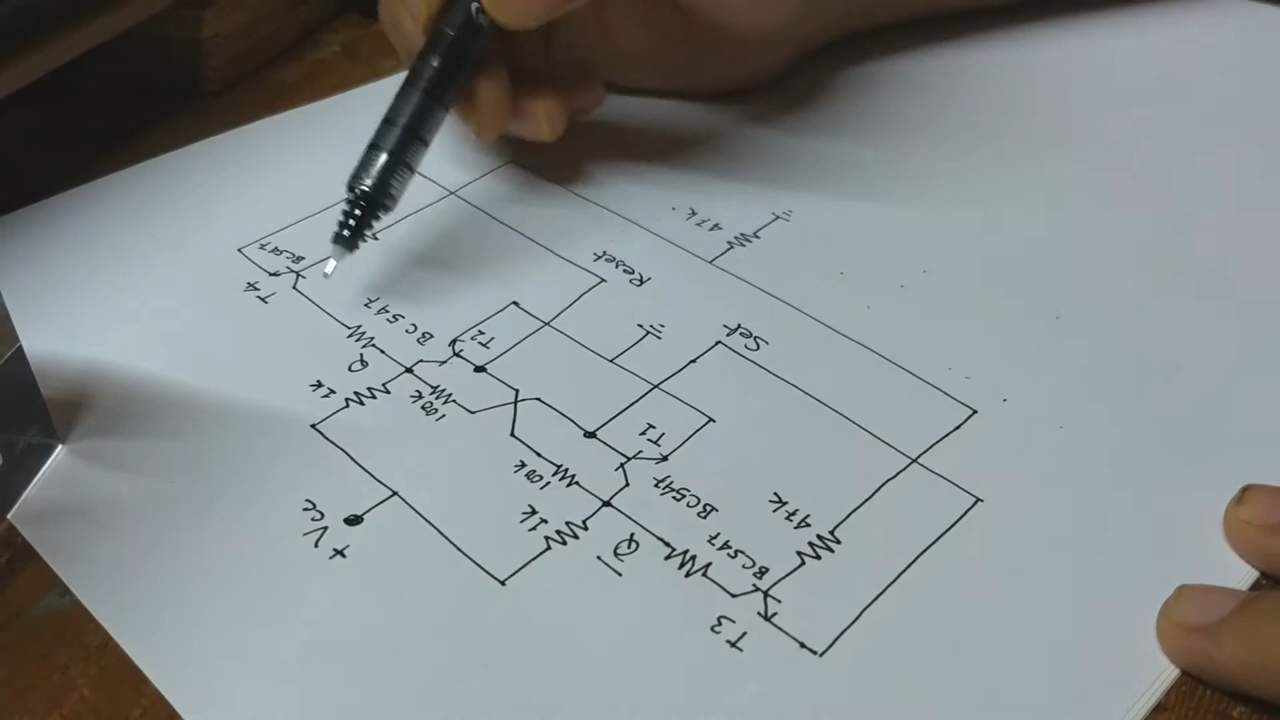 +Vcc
1K
1K
Q
Q̅
100K
100K
T1
BC547
T2
BC547
T3
BC547
T4
BC547
47K
47K
Set
Reset